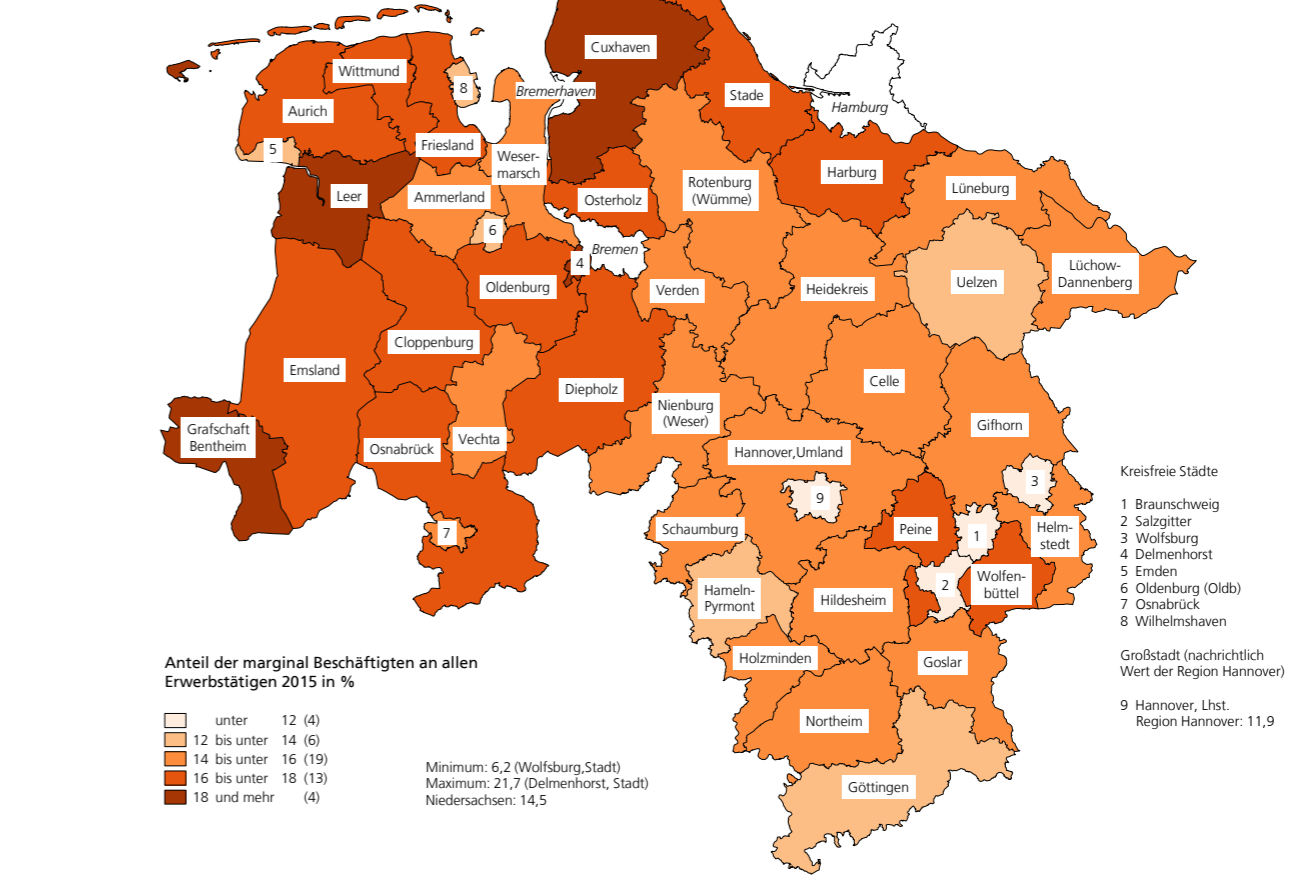 Cuxhaven
Wittmund
8
Bremerhaven
Stade
Aurich
Hamburg
5
Friesland
Weser-
marsch
Harburg
Leer
Ammerland
Osterholz
Rotenburg
(Wümme)
Lüneburg
6
Bremen
4
Oldenburg
Verden
Heidekreis
Uelzen
Lüchow-
Dannenberg
Cloppenburg
Emsland
Diepholz
Celle
Nienburg
(Weser)
Gifhorn
Grafschaft
Bentheim
Osnabrück
Vechta
Hannover,Umland
3
9
7
Schaumburg
Peine
1
Helm-
stedt
2
Wolfen-
büttel
Hameln-
Pyrmont
Hildesheim
Holzminden
Goslar
Northeim
Göttingen
Kreisfreie Städte
1 Braunschweig
2 Salzgitter
3 Wolfsburg
4 Delmenhorst
5 Emden
6 Oldenburg (Oldb)
7 Osnabrück
8 Wilhelmshaven
Großstadt (nachrichtlich
Wert der Region Hannover)
9 Hannover, Lhst.
Region Hannover: 11,9
Anteil der marginal Beschäftigten an allen
Erwerbstätigen 2015 in %
unter 12 (4)
12 bis unter 14 (6)
14 bis unter 16 (19)
16 bis unter 18 (13)
18 und mehr (4)
Minimum: 6,2 (Wolfsburg,Stadt)
Maximum: 21,7 (Delmenhorst, Stadt)
Niedersachsen: 14,5